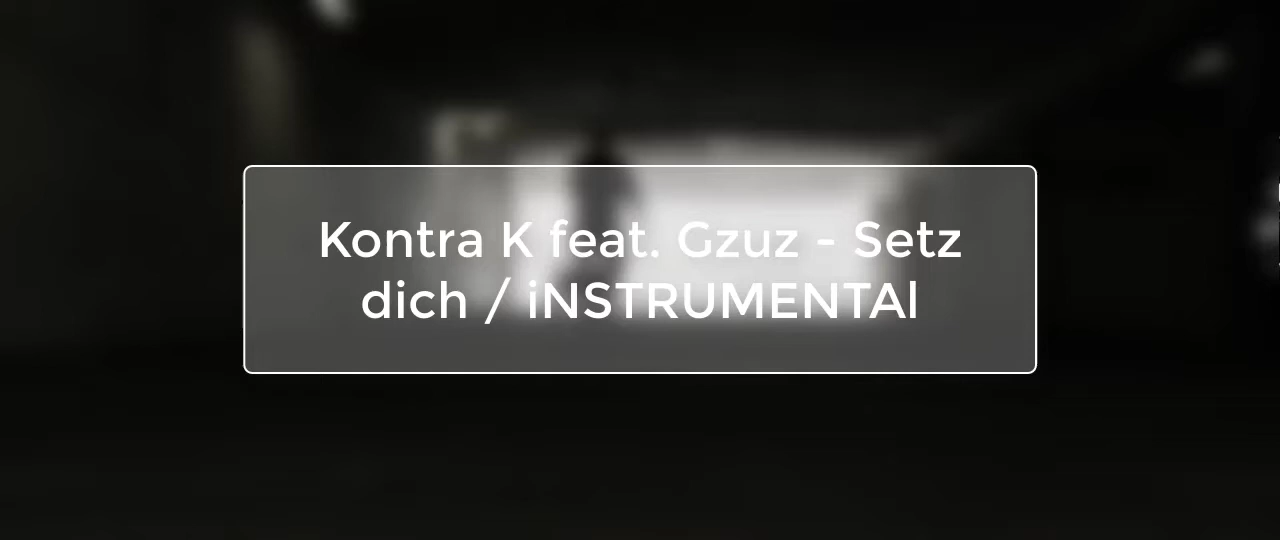 Kontra K feat. Gzuz - Setz
dich / iNSTRUMENTAl